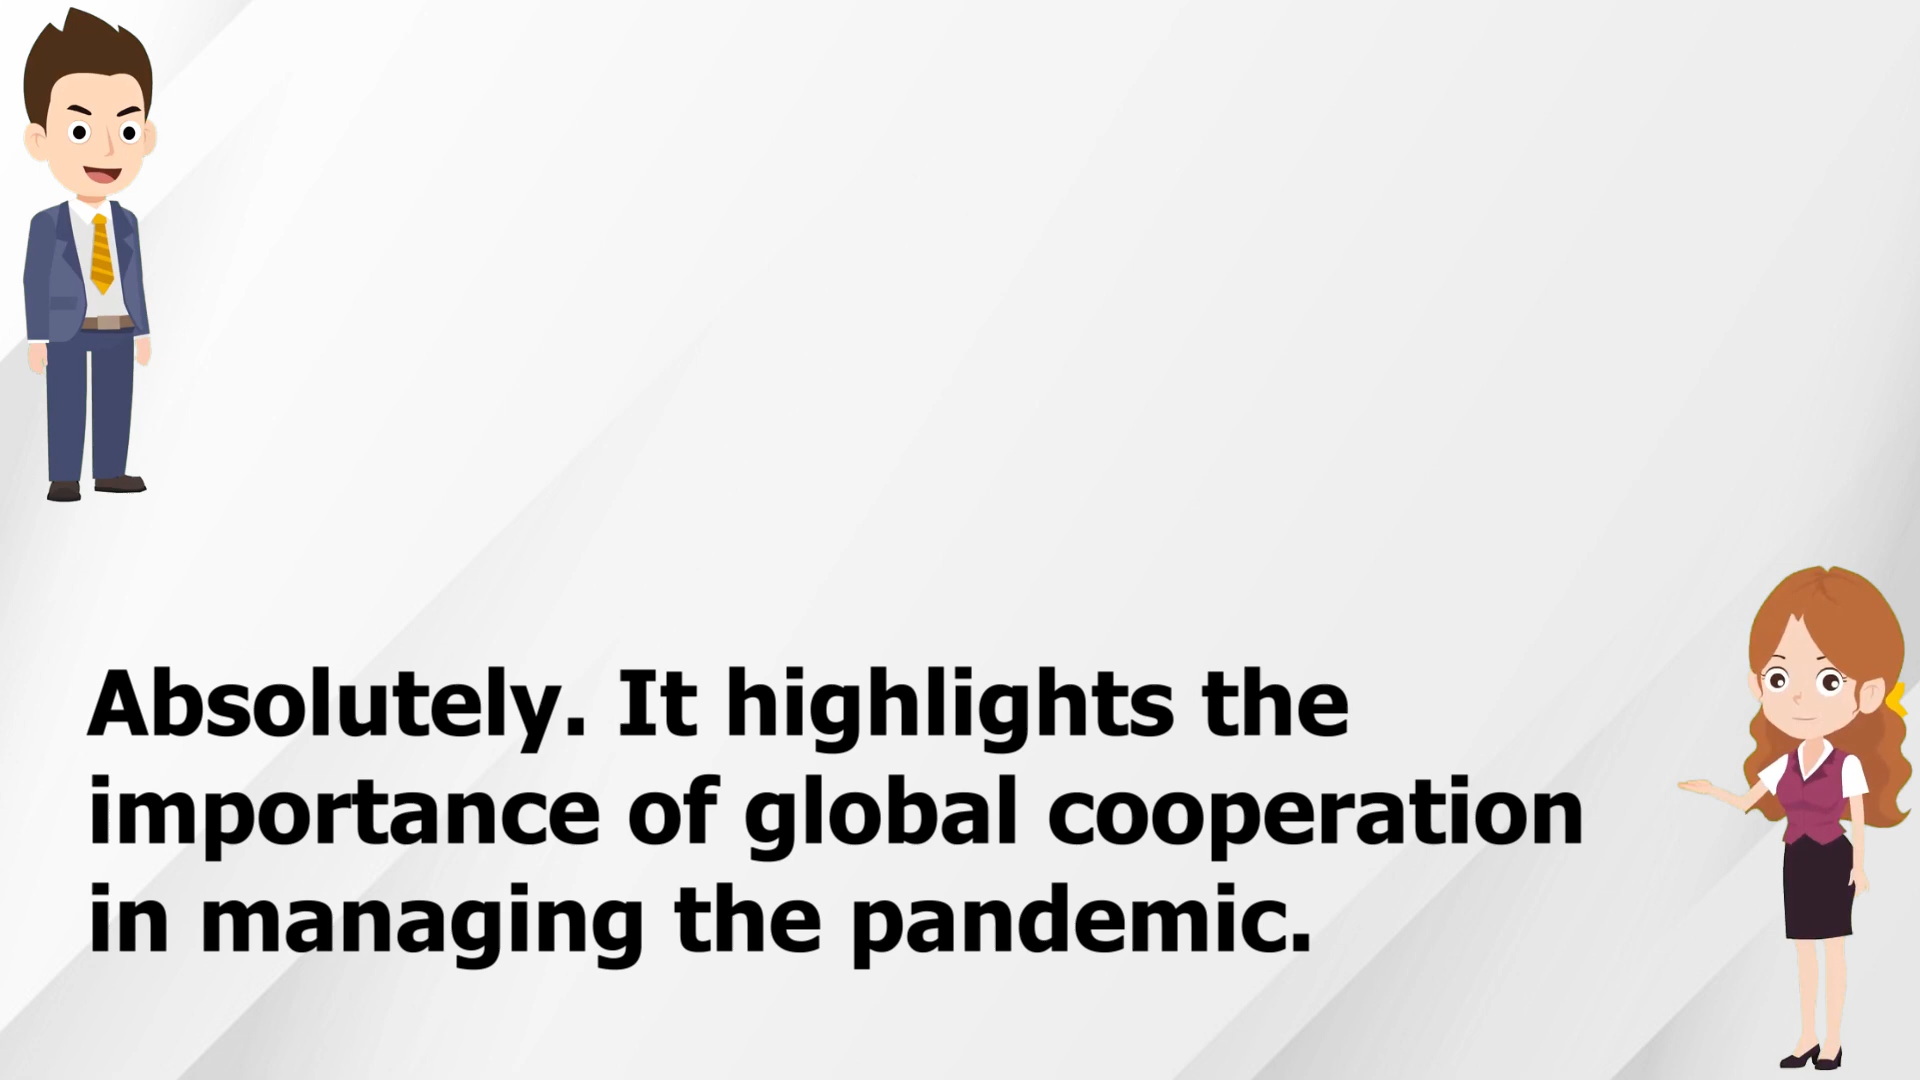 Absolutely. It highlights the
importance of global cooperation
in managing the pandemic.